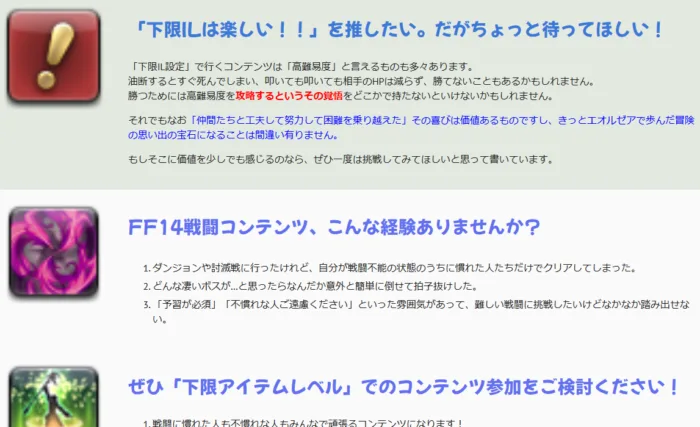 「下限ILは楽しい！！」を推したい。だがちょっと待ってほしい！
「下限IL設定」で行くコンテンツは「高難易度」と言えるものも多々あります。
油断するとすぐ死んでしまい、叩いても叩いても相手のHPは減らず、勝てないこともあるかもしれません。
勝つためには高難易度を攻略するというその覚悟をどこかで持たないといけないかもしれません。
それでもなお「仲間たちと工夫して努力して困難を乗り越えた」その喜びは価値あるものですし、きっとエオルゼアで歩んだ冒険
の思い出の宝石になることは間違い有りません。
もしそこに価値を少しでも感じるのなら、ぜひ一度は挑戦してみてほしいと思って書いています。
FF14戦闘コンテンツ、こんな経験ありませんか？
1. ダンジョンや討滅戦に行ったけれど、自分が戦闘不能の状態のうちに慣れた人たちだけでクリアしてしまった。
2. どんな凄いボスが...と思ったらなんだか意外と簡単に倒せて拍子抜けした。
3. 「予習が必須」「不慣れな人ご遠慮ください」といった雰囲気があって、難しい戦闘に挑戦したいけどなかなか踏み出せな
い。
ぜひ「下限アイテムレベル」でのコンテンツ参加をご検討ください！
1. 戦闘に慣れた人も不慣れな人もみんなで頑張るコンテンツになります！